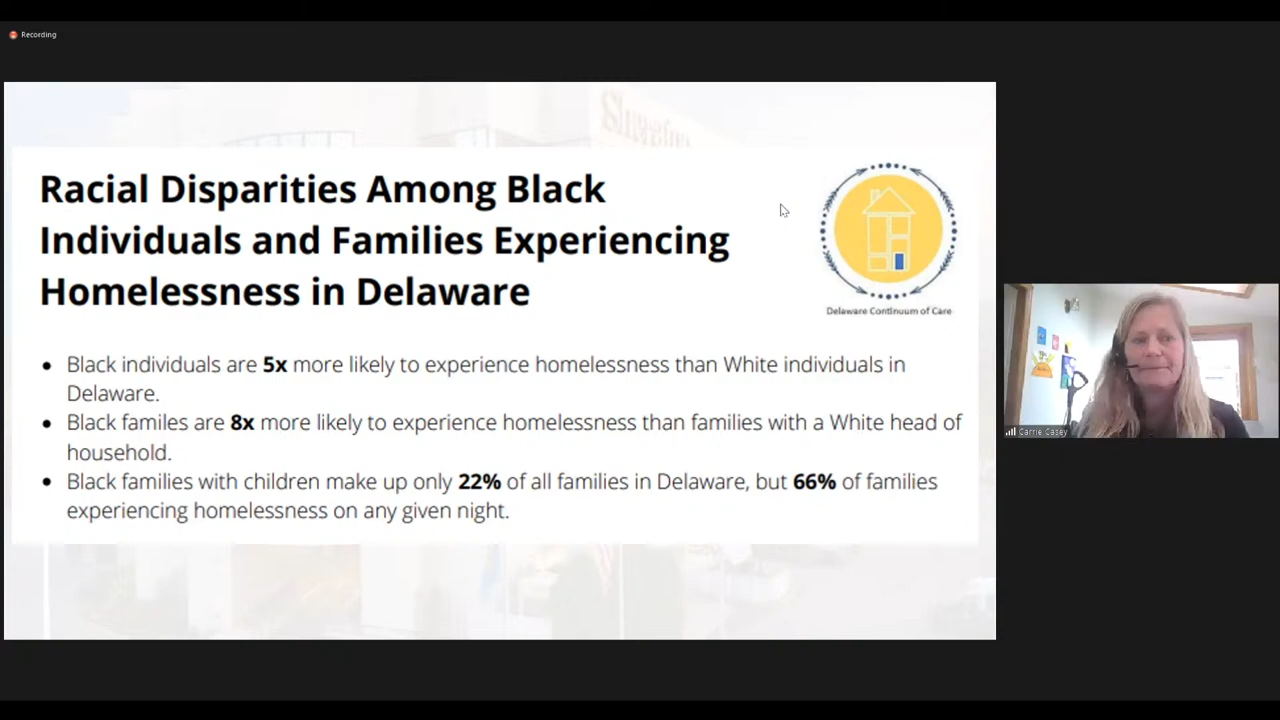 Recording
Racial Disparities Among Black
Individuals and Families Experiencing
Homelessness in Delaware
Delaware Continuum of Care
Black individuals are 5x more likely to experience homelessness than White individuals in
Delaware.
Black familes are 8x more likely to experience homelessness than families with a White head of
household.
Black families with children make up only 22% of all families in Delaware, but 66% of families
experiencing homelessness on any given night.
Carrie Casey